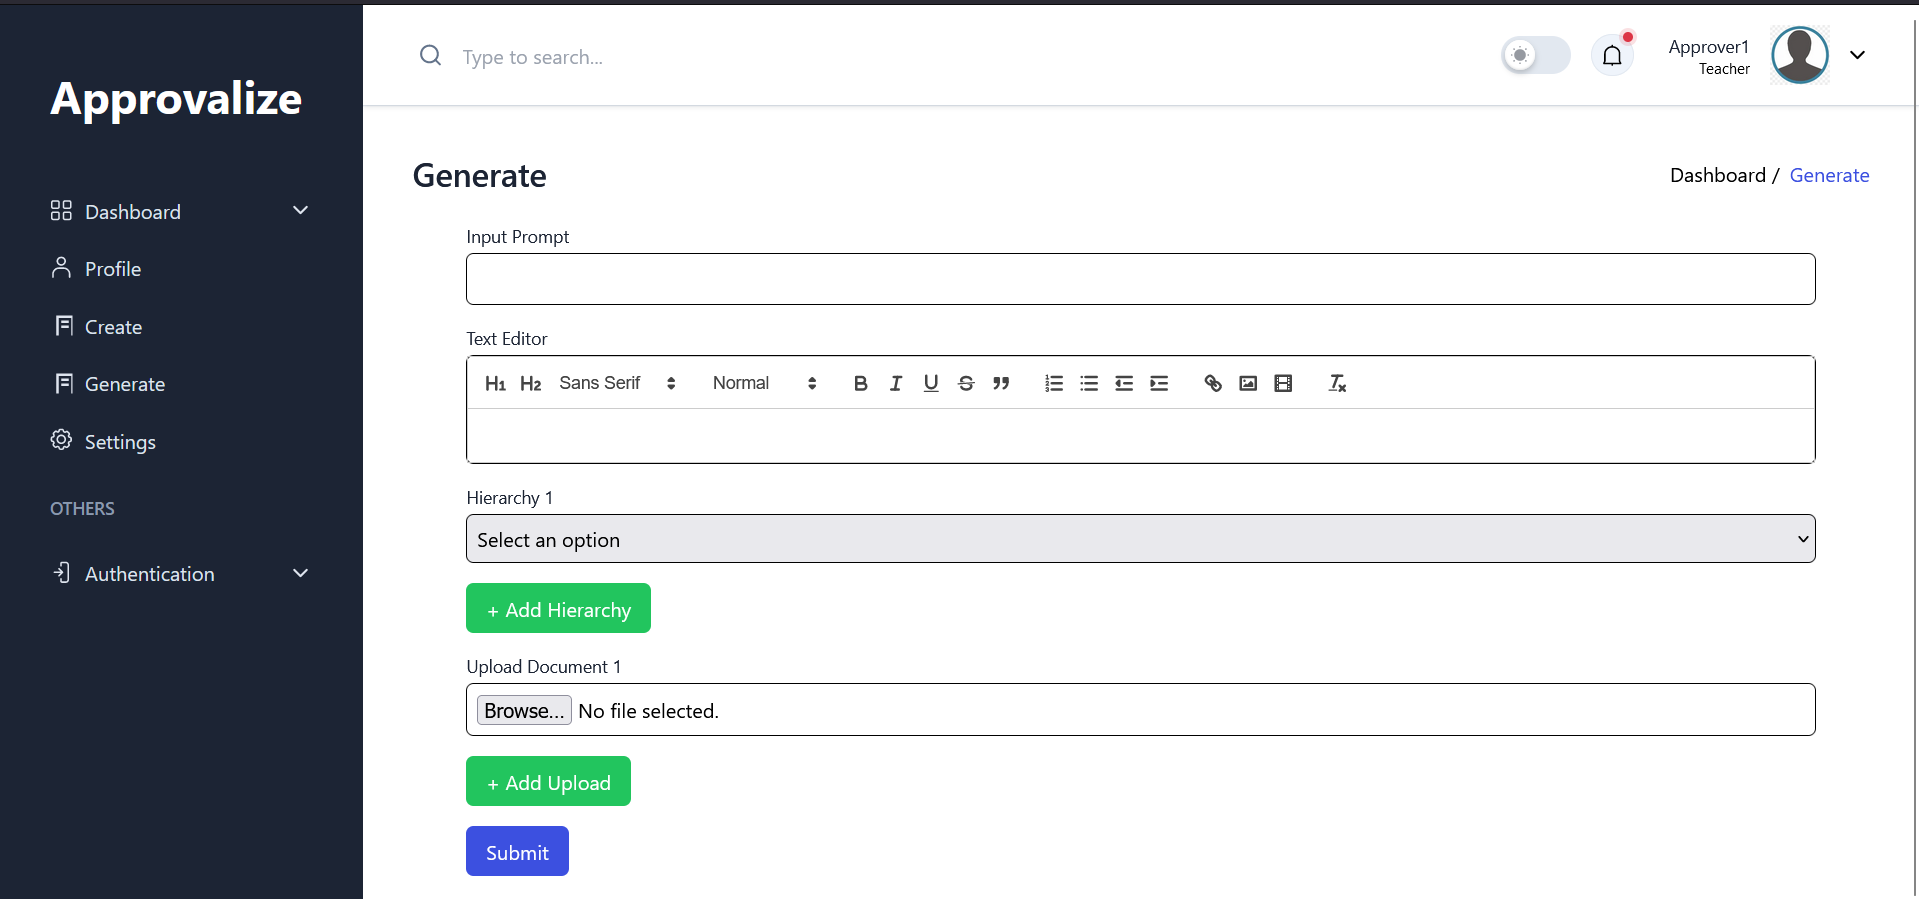 Approvalize
Dashboard
Profile
Create
Generate
Settings
OTHERS
Authentication
Type to search...
Approver1
Teacher
Generate
Dashboard / Generate
Input Prompt
Text Editor
H1 H2 Sans Serif Normal B I U S
Hierarchy 1
Select an option
+ Add Hierarchy
Upload Document 1
Browse... No file selected.
+ Add Upload
Submit